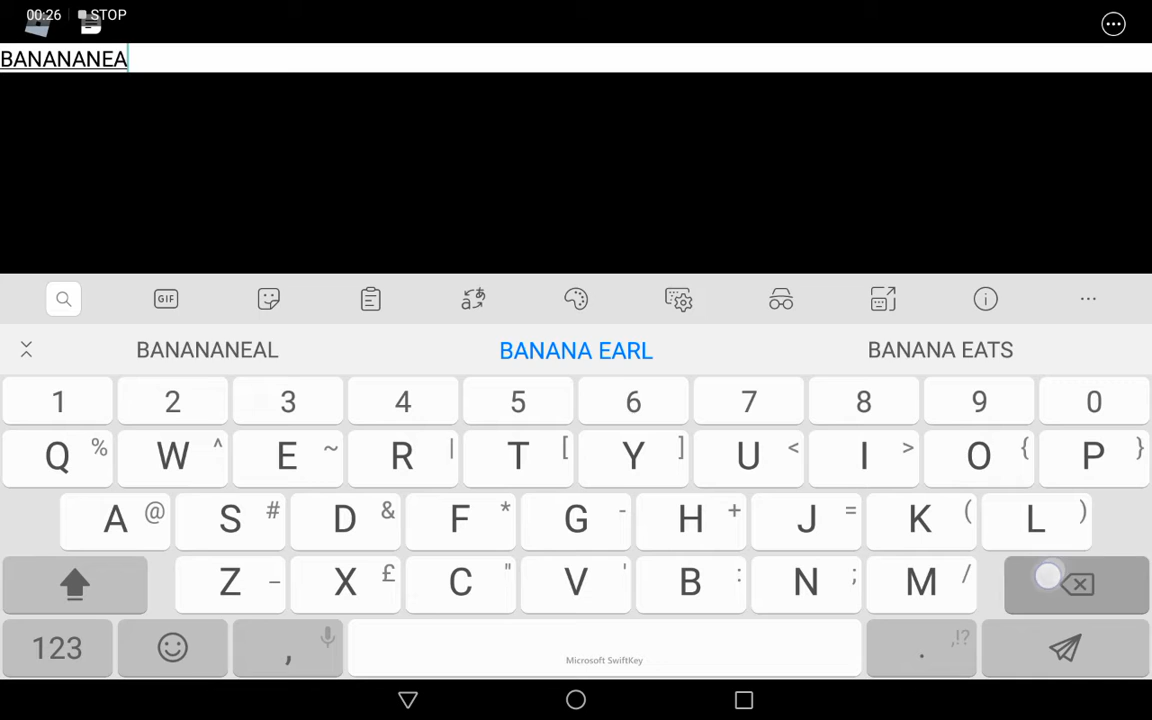 00:26 STOP
BANANANEA
GIF
BANANANEAL BANANA EARL BANANA EATS
1 2 3 4 5 6 7 8 9 0
Q % W ^ E ~ R | T [ Y ] U < I > O { P }
A @ S # D & F * G - H + J = K ( L )
Z _ X £ C " V ' B : N ; M /
123 , . ,!?
Microsoft SwiftKey